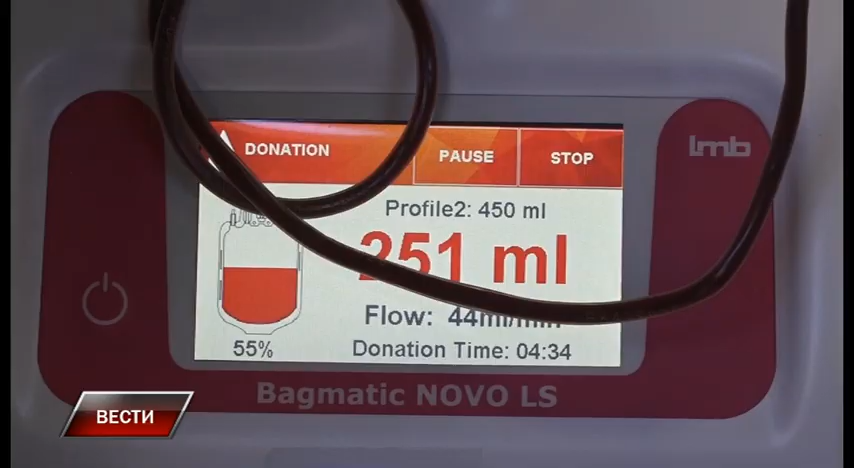 DONATION
PAUSE
STOP
lmb
Profile2: 450 ml
251 ml
Flow: 44ml/min
55%
Donation Time: 04:34
Bagmatic NOVO LS
ВЕСТИ